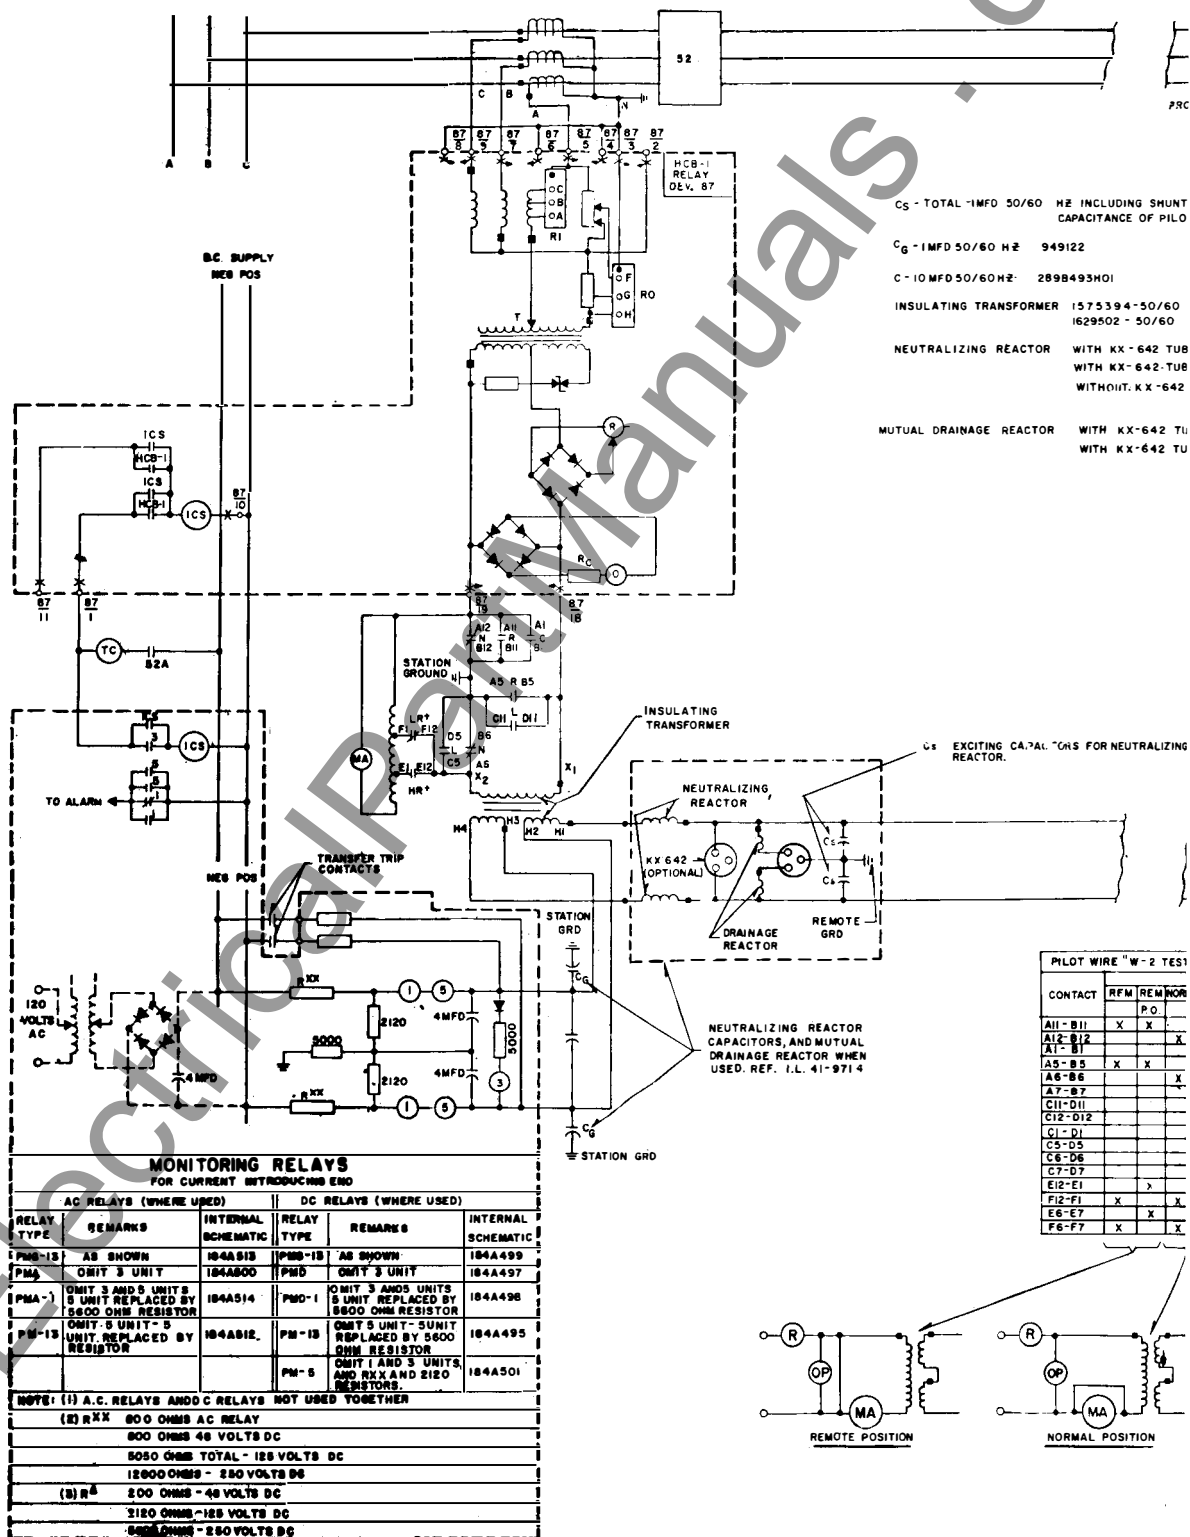 52
C B
A
N
PRO
87/8 87/9 87/7 87/6 87/5 87/4 87/3 87/2
A B C
HCB-1
RELAY
DEV. 87
C
B
A
R1
F
G
H
RO
T
D.C. SUPPLY
NEG POS
CS - TOTAL -1MFD 50/60 HZ INCLUDING SHUNT
CAPACITANCE OF PILO
CG - 1MFD 50/60 HZ 949122
C - 10 MFD 50/60 HZ 289B493H01
INSULATING TRANSFORMER 1575394-50/60
1629502 - 50/60
NEUTRALIZING REACTOR WITH KX-642 TUB
WITH KX-642-TUB
WITHOUT KX-642
MUTUAL DRAINAGE REACTOR WITH KX-642 TU
WITH KX-642 TU
ICS
HCB-1
ICS
HCB-1
ICS
87/10
R
RC
O
87/11 87/1
87/19 87/18
TC
52A
STATION
GROUND
N
A12
N
B12
A11
R
B11
A1
C
B
A5 R B5
L
C11 D11
LR+
F1 F12
E1 E12
HR+
D5
L
C5
B6
N
A6
X2
X1
MA
ICS
3
ICS
5
5
1
1
TO ALARM
INSULATING
TRANSFORMER
H4 H3 H2 H1
NEUTRALIZING
REACTOR
KX 642
(OPTIONAL)
DRAINAGE
REACTOR
CS
CS
REMOTE
GRD
CS EXCITING CAPACITORS FOR NEUTRALIZING
REACTOR.
NEG POS
TRANSFER TRIP
CONTACTS
STATION
GRD
CG
120
VOLTS
AC
4 MFD
RXX
1 5
2120
4MFD
5000
5000
2120
4MFD
3
RXX
1 5
CG
STATION GRD
NEUTRALIZING REACTOR
CAPACITORS, AND MUTUAL
DRAINAGE REACTOR WHEN
USED. REF. I.L. 41-971.4
PILOT WIRE "W-2 TEST
CONTACT RFM REM NORM
P.O.
A11-B11 X X
A12-B12 X
A1-B1
A5-B5 X X
A6-B6 X
A7-B7
C11-D11
C12-D12
C1-D1
C5-D5
C6-D6
C7-D7
E12-E1 X
F12-F1 X X
E6-E7 X
F6-F7 X X
MONITORING RELAYS
FOR CURRENT INTRODUCING END
AC RELAYS (WHERE USED) DC RELAYS (WHERE USED)
RELAY TYPE REMARKS INTERNAL SCHEMATIC RELAY TYPE REMARKS INTERNAL SCHEMATIC
AS SHOWN 184A513 AS SHOWN 184A499
PMA OMIT 3 UNIT 184A500 PMD OMIT 3 UNIT 184A497
PMA-1 OMIT 3 AND 5 UNITS 5 UNIT REPLACED BY 5600 OHM RESISTOR 184A514 PMD-1 OMIT 3 AND5 UNITS 5 UNIT REPLACED BY 5600 OHM RESISTOR 184A498
PM-13 OMIT 5 UNIT - 5 UNIT REPLACED BY RESISTOR 184A512 PM-13 OMIT 5 UNIT - 5UNIT REPLACED BY 5600 OHM RESISTOR 184A495
PM-5 OMIT 1 AND 3 UNITS, AND RXX AND 2120 RESISTORS. 184A501
NOTE: (1) A.C. RELAYS AND D C RELAYS NOT USED TOGETHER
(2) RXX 800 OHMS AC RELAY
800 OHMS 48 VOLTS DC
5050 OHMS TOTAL - 125 VOLTS DC
12800 OHMS - 250 VOLTS DC
(3) RΔ 200 OHMS - 48 VOLTS DC
2120 OHMS - 125 VOLTS DC
OHMS - 250 VOLTS DC
R
OP
MA
REMOTE POSITION
R
OP
MA
NORMAL POSITION
ElectricalPartManuals . c